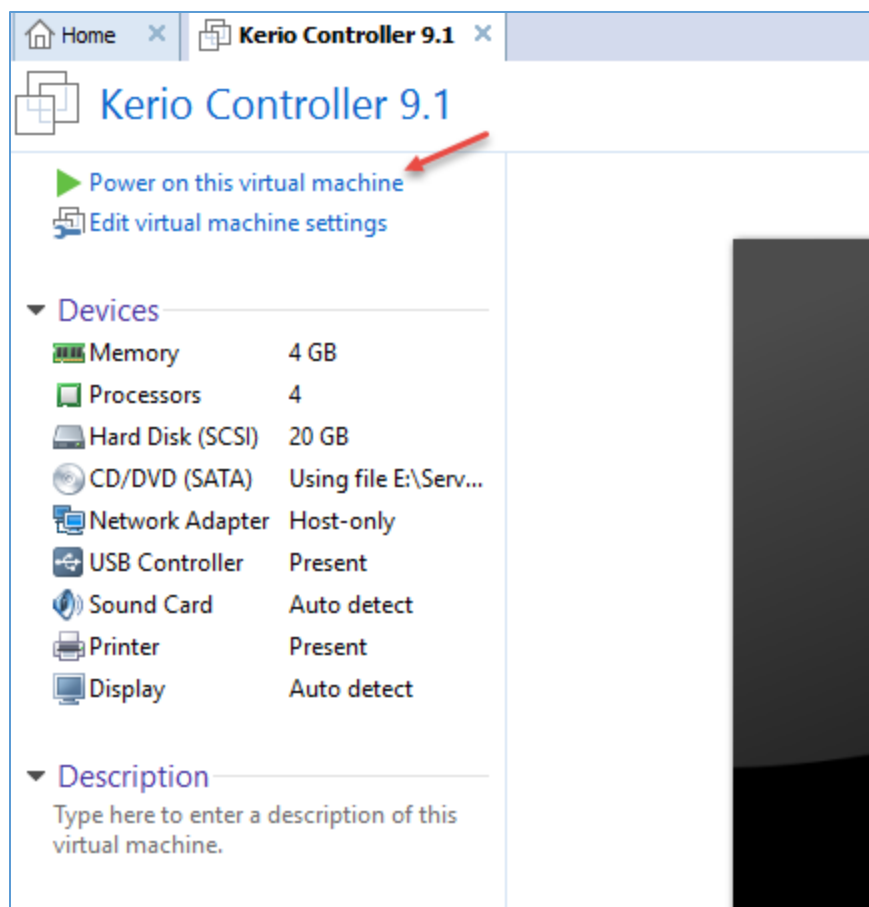 Home × Kerio Controller 9.1 ×
Kerio Controller 9.1
Power on this virtual machine
Edit virtual machine settings
Devices
Memory 4 GB
Processors 4
Hard Disk (SCSI) 20 GB
CD/DVD (SATA) Using file E:\Serv...
Network Adapter Host-only
USB Controller Present
Sound Card Auto detect
Printer Present
Display Auto detect
Description
Type here to enter a description of this
virtual machine.